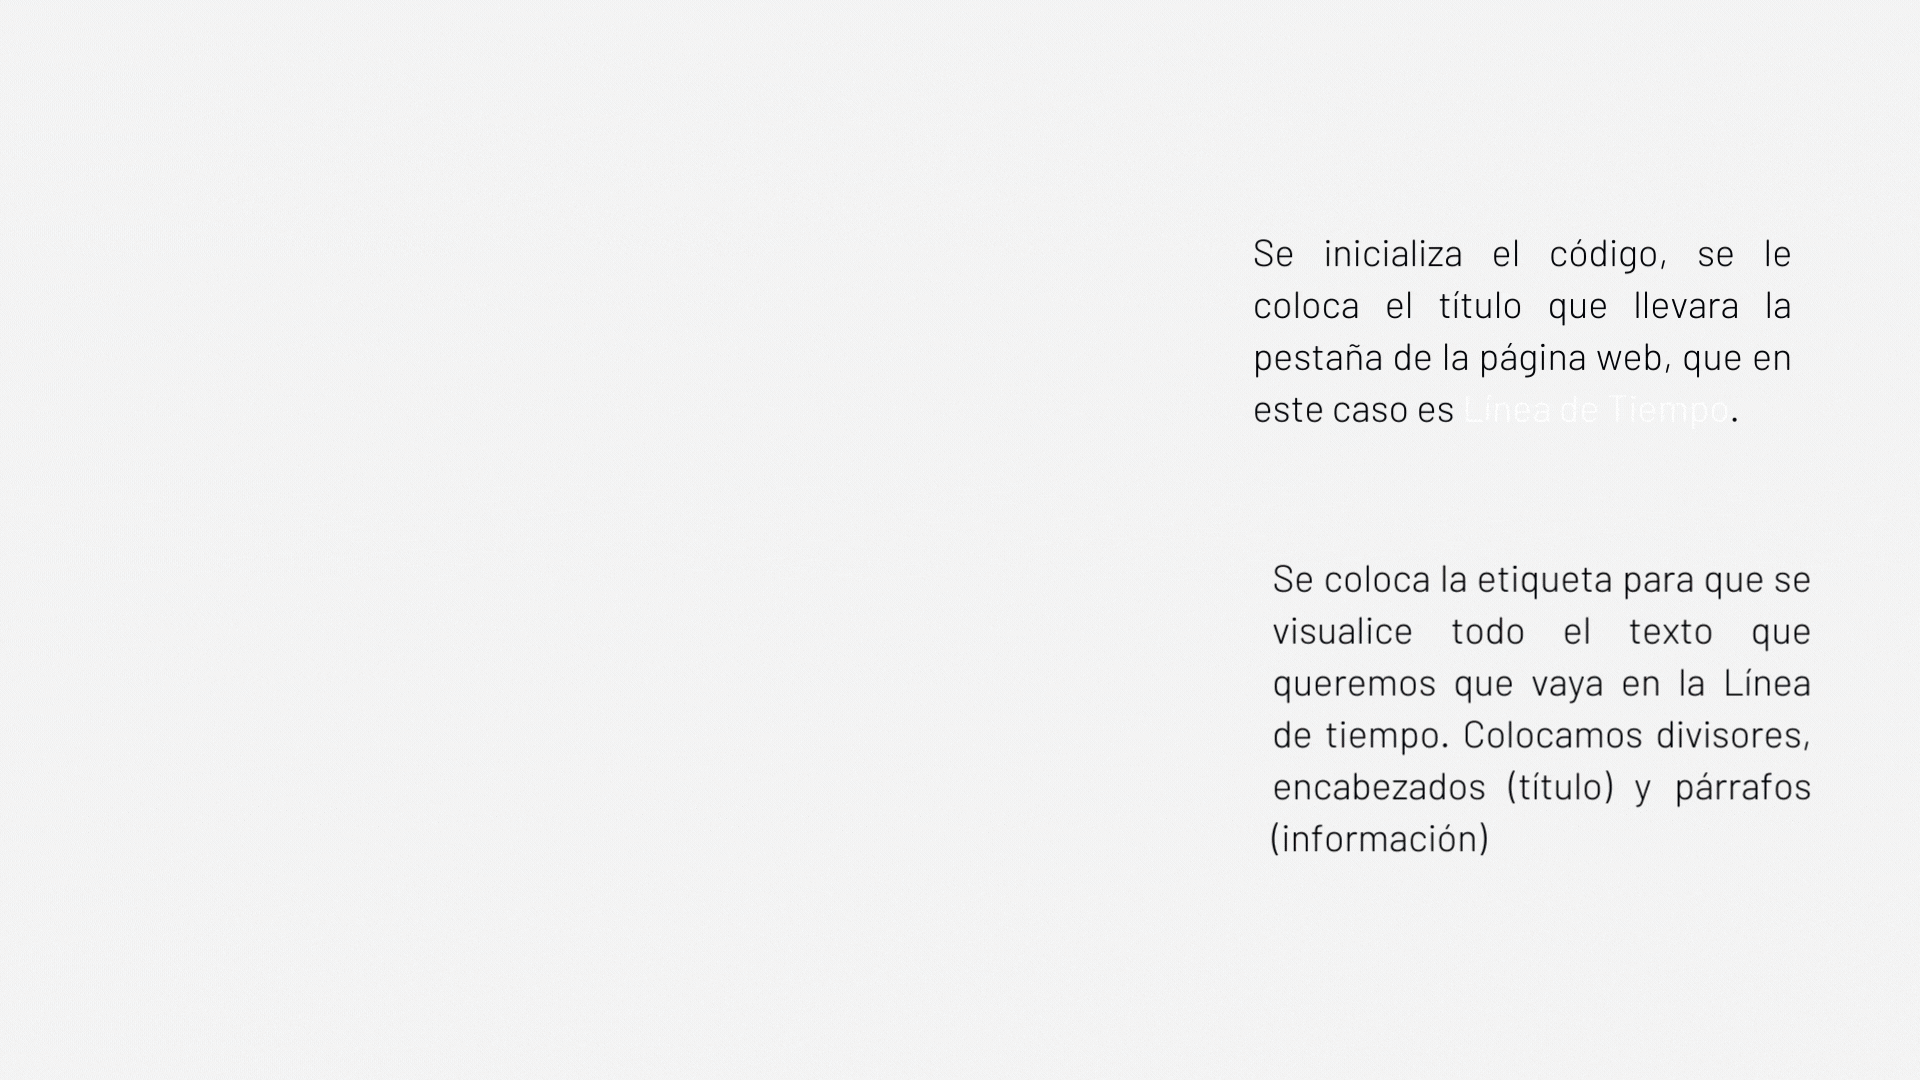 Se inicializa el código, se le
coloca el título que llevara la
pestaña de la página web, que en
este caso es Línea de Tiempo.
Se coloca la etiqueta para que se
visualice todo el texto que
queremos que vaya en la Línea
de tiempo. Colocamos divisores,
encabezados (título) y párrafos
(información)